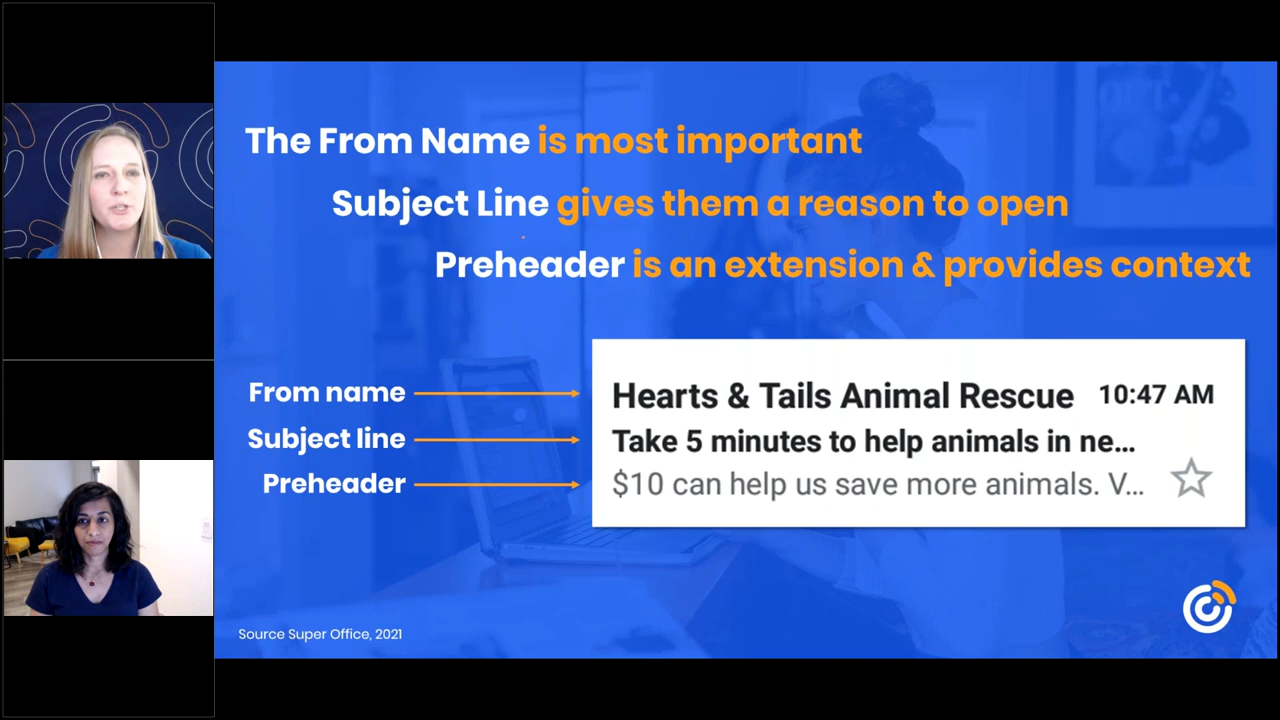 The From Name is most important
Subject Line gives them a reason to open
Preheader is an extension & provides context
From name
Hearts & Tails Animal Rescue 10:47 AM
Subject line
Take 5 minutes to help animals in ne...
Preheader
$10 can help us save more animals. V...
Source Super Office, 2021